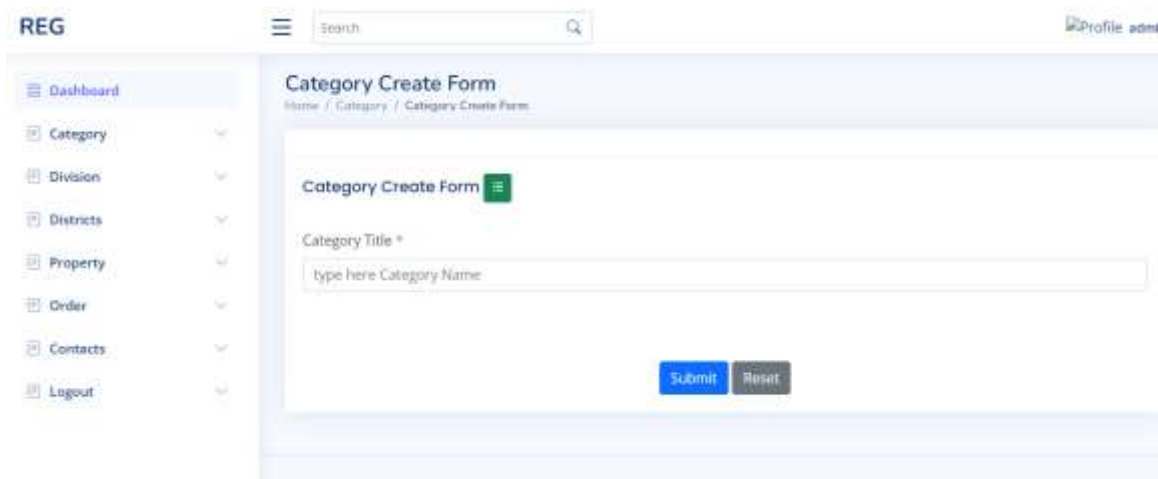 REG
Search
Profile admi
Dashboard
Category
Division
Districts
Property
Order
Contacts
Logout
Category Create Form
Home / Category / Category Create Form
Category Create Form
Category Title *
type here Category Name
Submit Reset